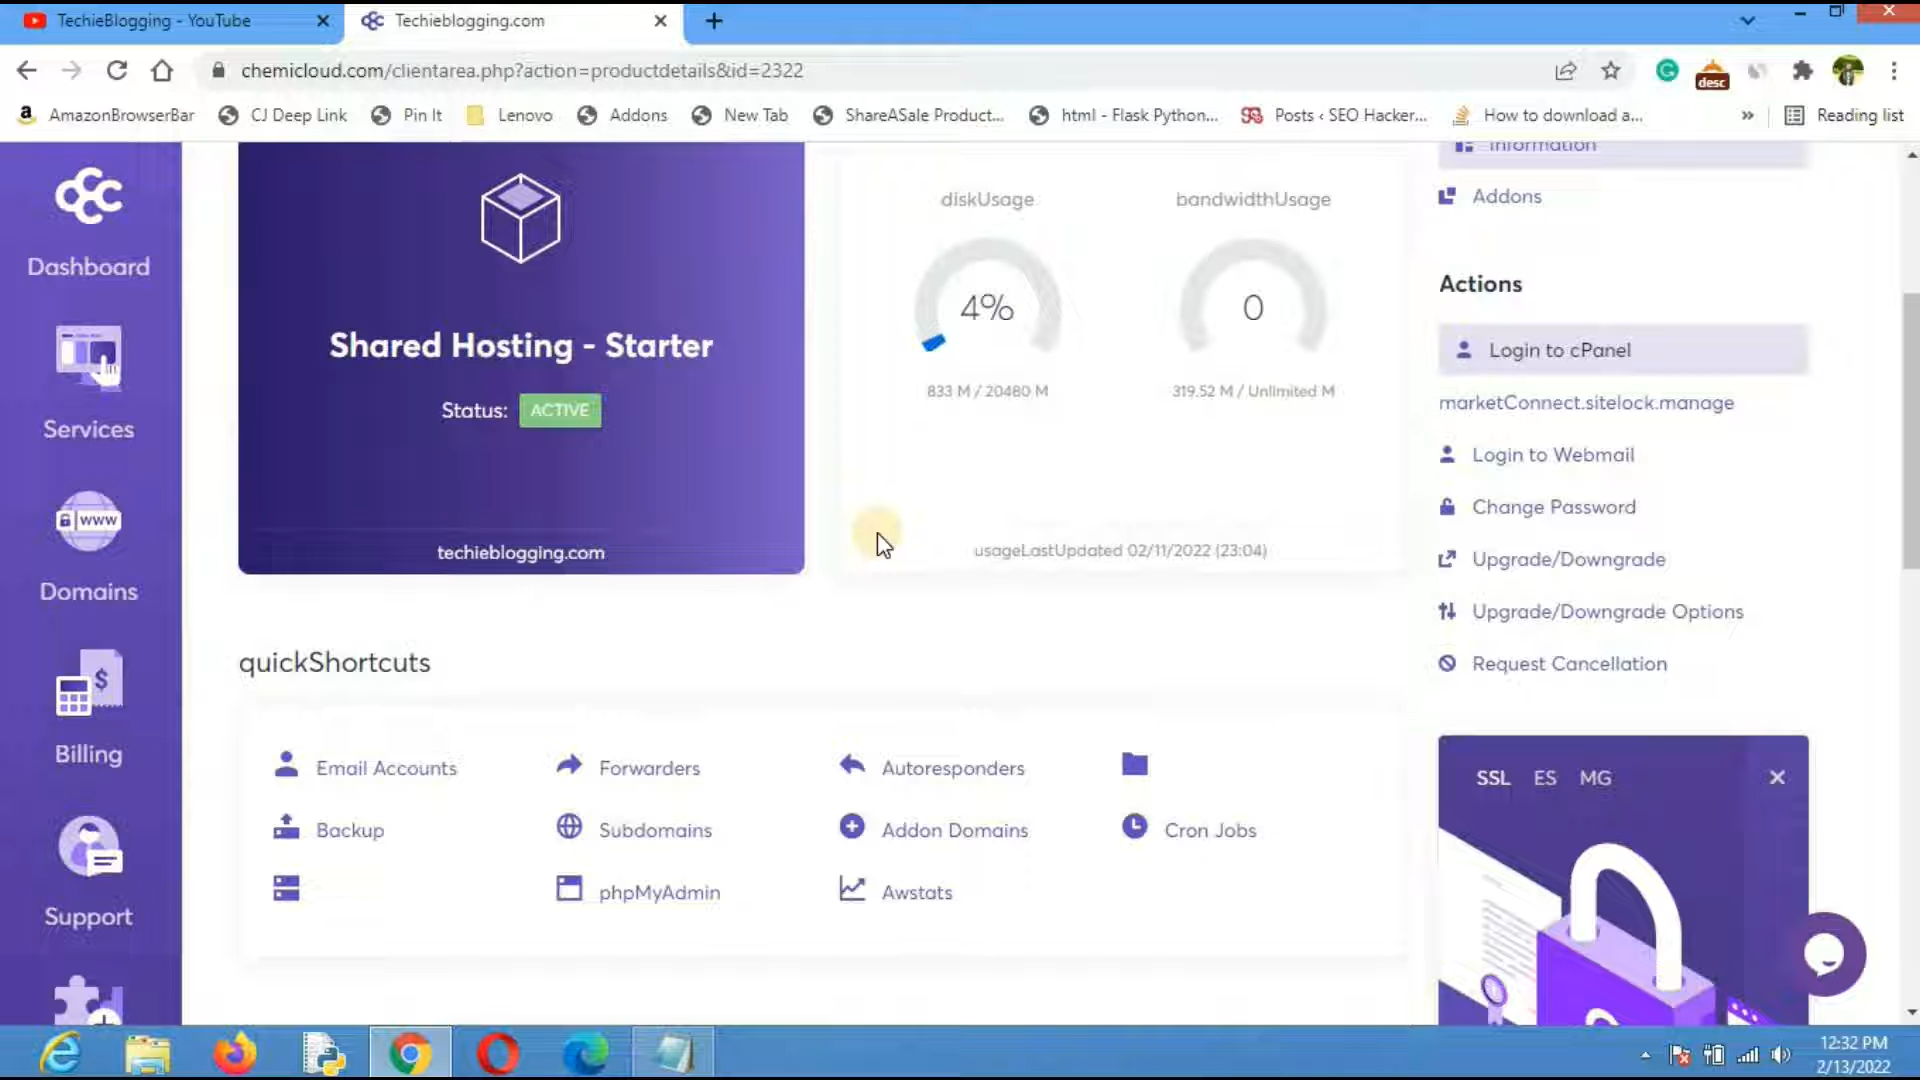 TechieBlogging - YouTube
Techieblogging.com
chemicloud.com/clientarea.php?action=productdetails&id=2322
desc
AmazonBrowserBar
CJ Deep Link
Pin It
Lenovo
Addons
New Tab
ShareASale Product...
html - Flask Python...
Posts ‹ SEO Hacker...
How to download a...
»
Reading list
Dashboard
Services
www
Domains
Billing
Support
Shared Hosting - Starter
Status: ACTIVE
techieblogging.com
diskUsage
4%
833 M / 20480 M
bandwidthUsage
0
319.52 M / Unlimited M
usageLastUpdated 02/11/2022 (23:04)
quickShortcuts
Email Accounts
Forwarders
Autoresponders
Backup
Subdomains
Addon Domains
Cron Jobs
phpMyAdmin
Awstats
Information
Addons
Actions
Login to cPanel
marketConnect.sitelock.manage
Login to Webmail
Change Password
Upgrade/Downgrade
Upgrade/Downgrade Options
Request Cancellation
SSL ES MG
12:32 PM
2/13/2022